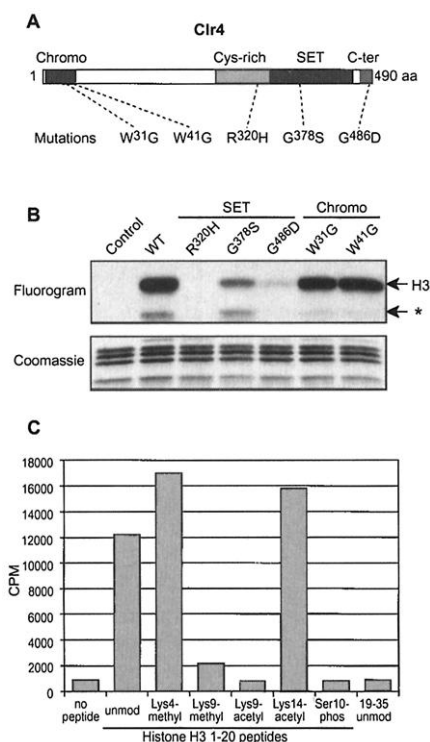 A
Clr4
Chromo Cys-rich SET C-ter
1 490 aa
Mutations W31G W41G R320H G378S G486D
B
SET Chromo
Control WT R320H G378S G486D W31G W41G
Fluorogram H3
*
Coomassie
C
18000
16000
14000
12000
10000
8000
6000
4000
2000
0
CPM
no peptide unmod Lys4-methyl Lys9-methyl Lys9-acetyl Lys14-acetyl Ser10-phos 19-35 unmod
Histone H3 1-20 peptides